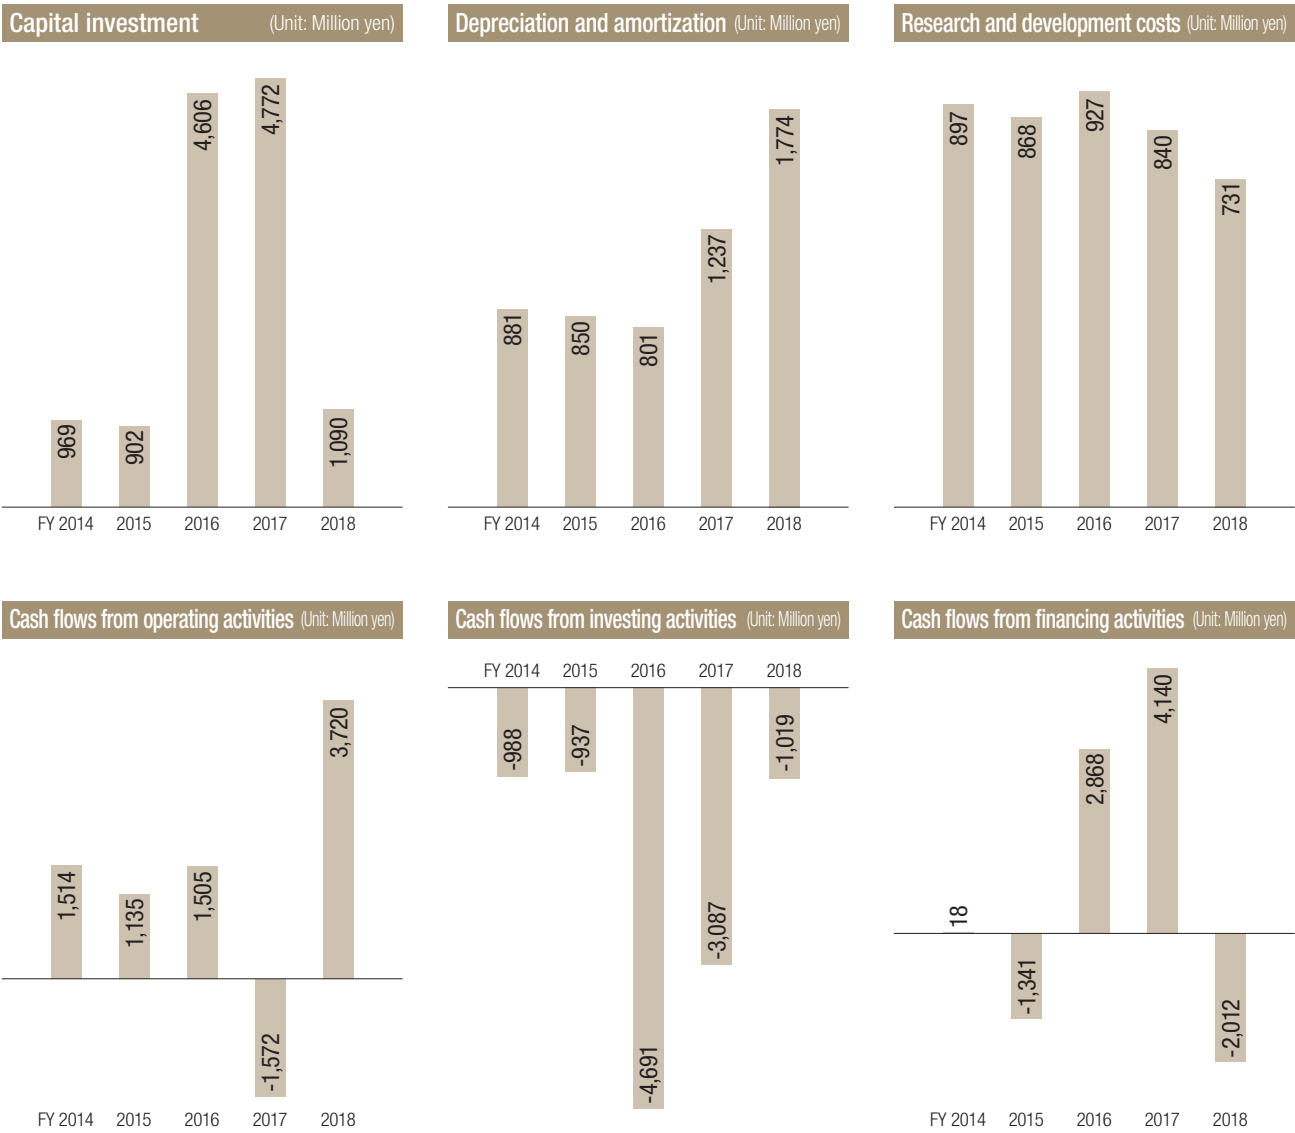 Capital investment (Unit: Million yen)
969
902
4,606
4,772
1,090
FY 2014 2015 2016 2017 2018
Depreciation and amortization (Unit: Million yen)
881
850
801
1,237
1,774
FY 2014 2015 2016 2017 2018
Research and development costs (Unit: Million yen)
897
868
927
840
731
FY 2014 2015 2016 2017 2018
Cash flows from operating activities (Unit: Million yen)
1,514
1,135
1,505
-1,572
3,720
FY 2014 2015 2016 2017 2018
Cash flows from investing activities (Unit: Million yen)
FY 2014 2015 2016 2017 2018
-988
-937
-4,691
-3,087
-1,019
Cash flows from financing activities (Unit: Million yen)
18
-1,341
2,868
4,140
-2,012
FY 2014 2015 2016 2017 2018